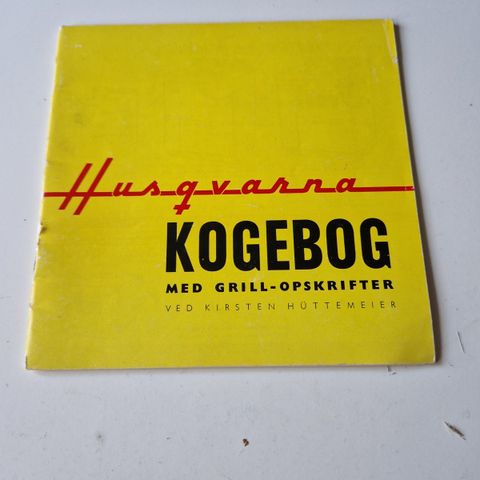 Husqvarna
KOGEBOG
MED GRILL-OPSKRIFTER
VED KIRSTEN HÜTTEMEIER